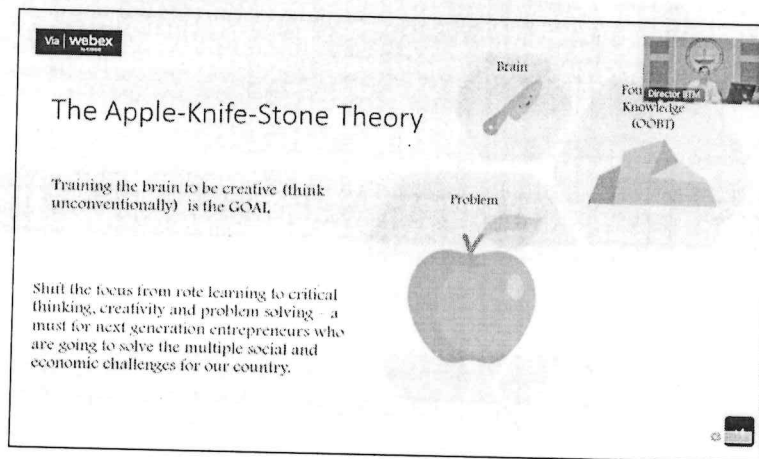 Via | webex
by CISCO
The Apple-Knife-Stone Theory
Brain
Director BTM
Knowledge
(OOBT)
Training the brain to be creative (think
unconventionally) is the GOAL.
Problem
Shift the focus from rote learning to critical
thinking, creativity and problem solving – a
must for next generation entrepreneurs who
are going to solve the multiple social and
economic challenges for our country.